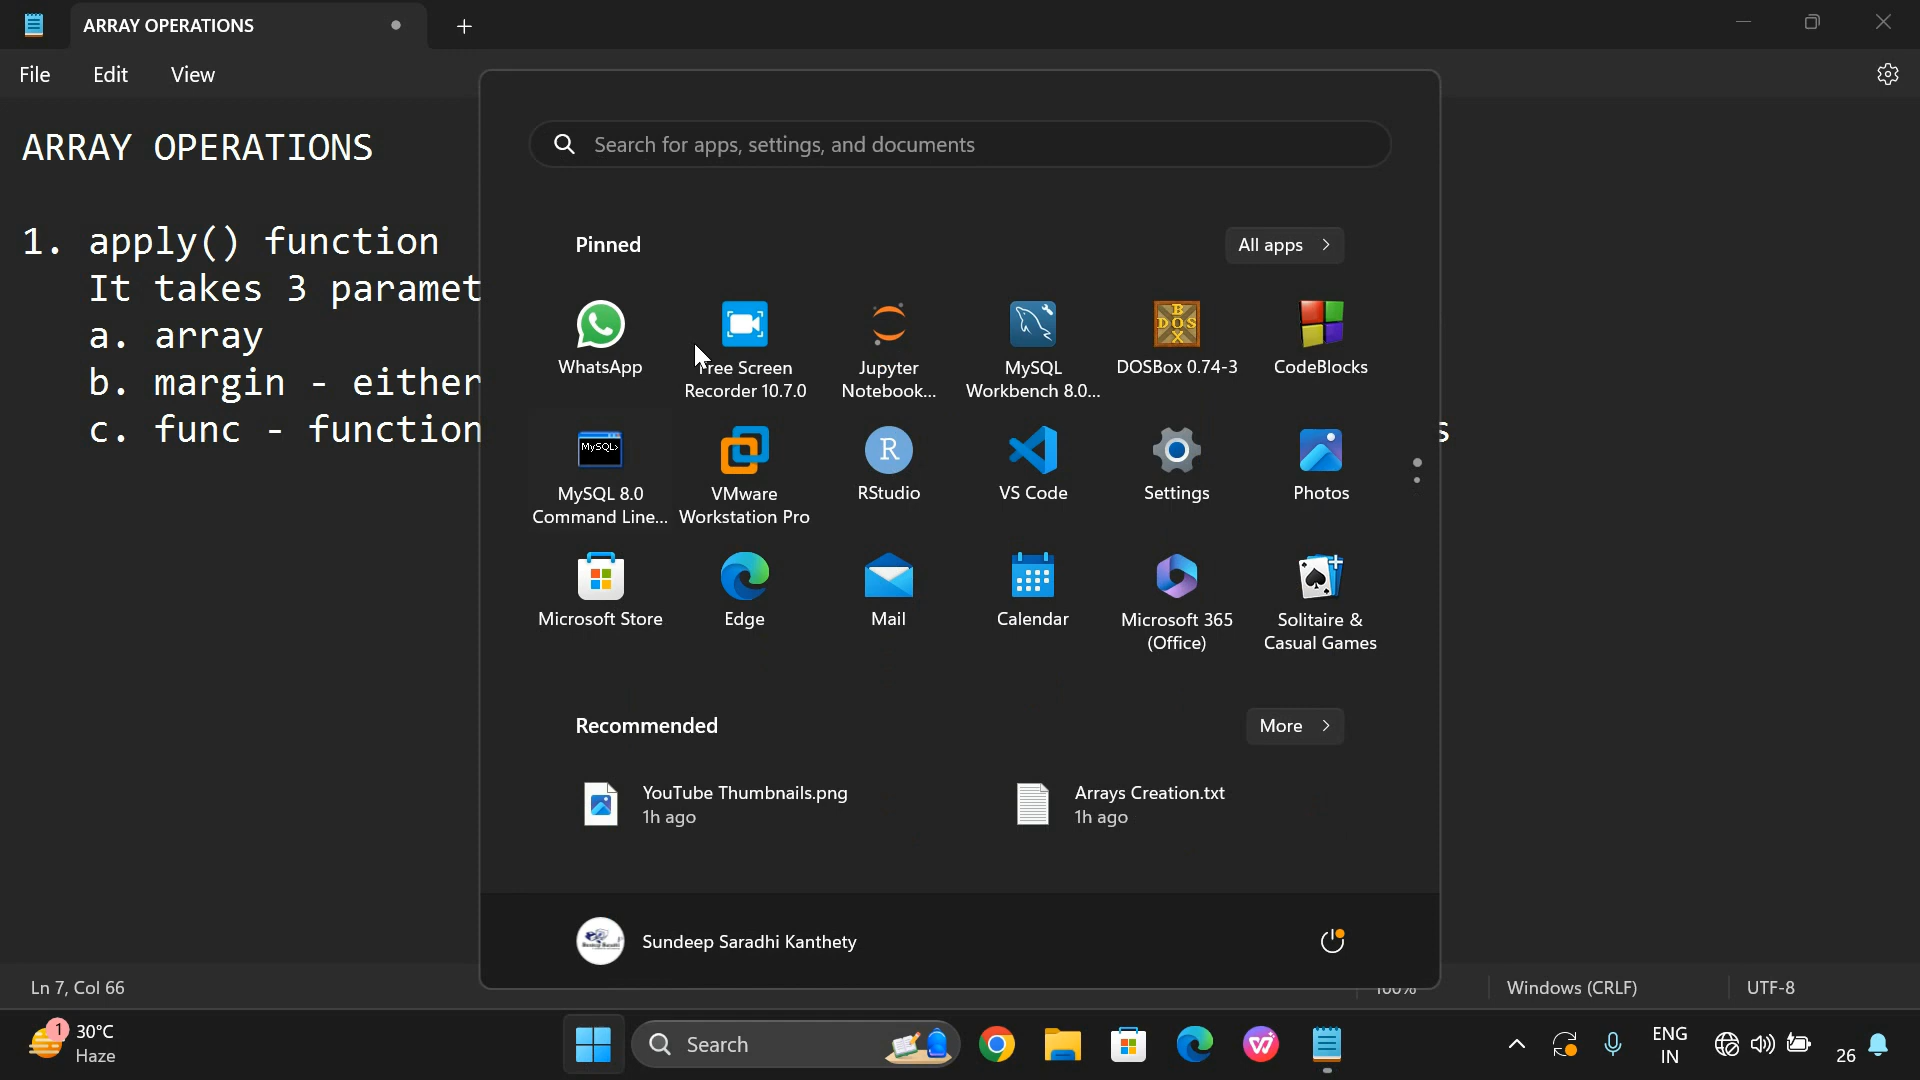 ARRAY OPERATIONS
File Edit View
ARRAY OPERATIONS
1. apply() function
It takes 3 paramet
a. array
b. margin - either
c. func - function
s
Search for apps, settings, and documents
Pinned
All apps
WhatsApp
Free Screen
Recorder 10.7.0
Jupyter
Notebook...
MySQL
Workbench 8.0...
DOSBox 0.74-3
CodeBlocks
MySQL 8.0
Command Line...
VMware
Workstation Pro
RStudio
VS Code
Settings
Photos
Microsoft Store
Edge
Mail
Calendar
Microsoft 365
(Office)
Solitaire &
Casual Games
Recommended
More
YouTube Thumbnails.png
1h ago
Arrays Creation.txt
1h ago
Sundeep Saradhi Kanthety
Ln 7, Col 66
100%
Windows (CRLF)
UTF-8
1
30°C
Haze
Search
ENG
IN
26